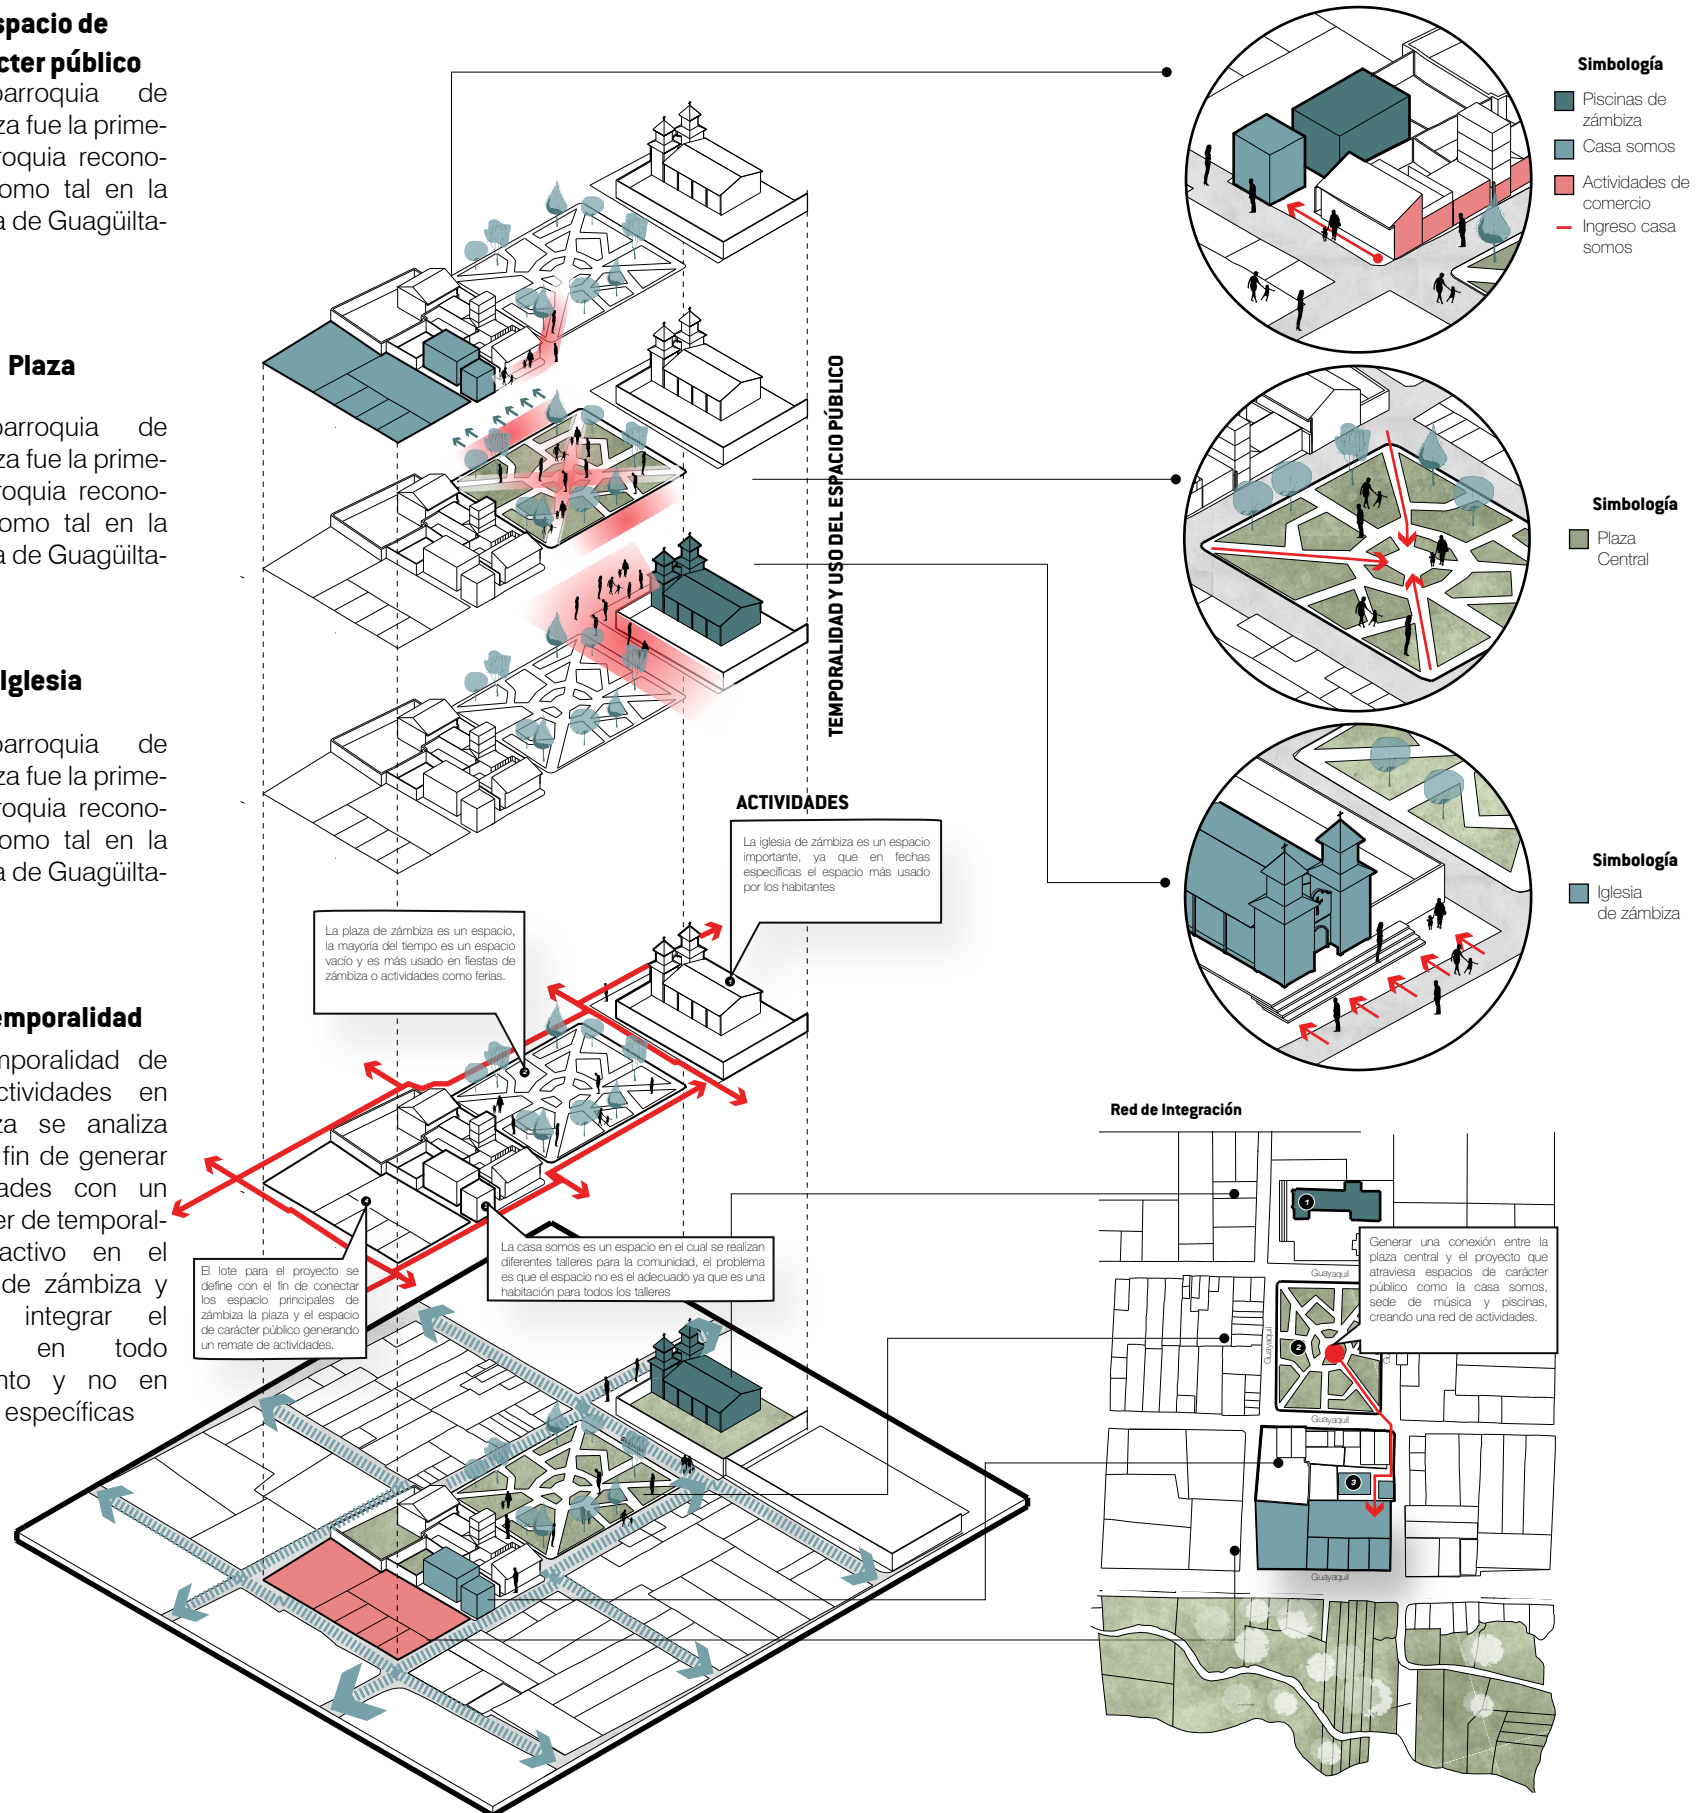 spacio de
cter público
parroquia de
za fue la prime-
roquia recono-
omo tal en la
a de Guagüilta-
Plaza
parroquia de
za fue la prime-
roquia recono-
omo tal en la
a de Guagüilta-
Iglesia
parroquia de
za fue la prime-
roquia recono-
omo tal en la
a de Guagüilta-
emporalidad
mporalidad de
ctividades en
za se analiza
fin de generar
ades con un
er de temporal-
activo en el
de zámbiza y
integrar el
en todo
nto y no en
específicas
TEMPORALIDAD Y USO DEL ESPACIO PÚBLICO
ACTIVIDADES
La iglesia de zámbiza es un espacio
importante, ya que en fechas
específicas el espacio más usado
por los habitantes
La plaza de zámbiza es un espacio,
la mayoría del tiempo es un espacio
vacío y es más usado en fiestas de
zámbiza o actividades como ferias.
El lote para el proyecto se
define con el fin de conectar
los espacio principales de
zámbiza la plaza y el espacio
de carácter público generando
un remate de actividades.
La casa somos es un espacio en el cual se realizan
diferentes talleres para la comunidad, el problema
es que el espacio no es el adecuado ya que es una
habitación para todos los talleres
2
4
Simbología
Piscinas de
zámbiza
Casa somos
Actividades de
comercio
Ingreso casa
somos
Simbología
Plaza
Central
Simbología
Iglesia
de zámbiza
Red de Integración
1
Generar una conexión entre la
plaza central y el proyecto que
atraviesa espacios de carácter
público como la casa somos,
sede de música y piscinas,
creando una red de actividades.
Guayaquil
Guayaquil
2
Guayaquil
3
Guayaquil